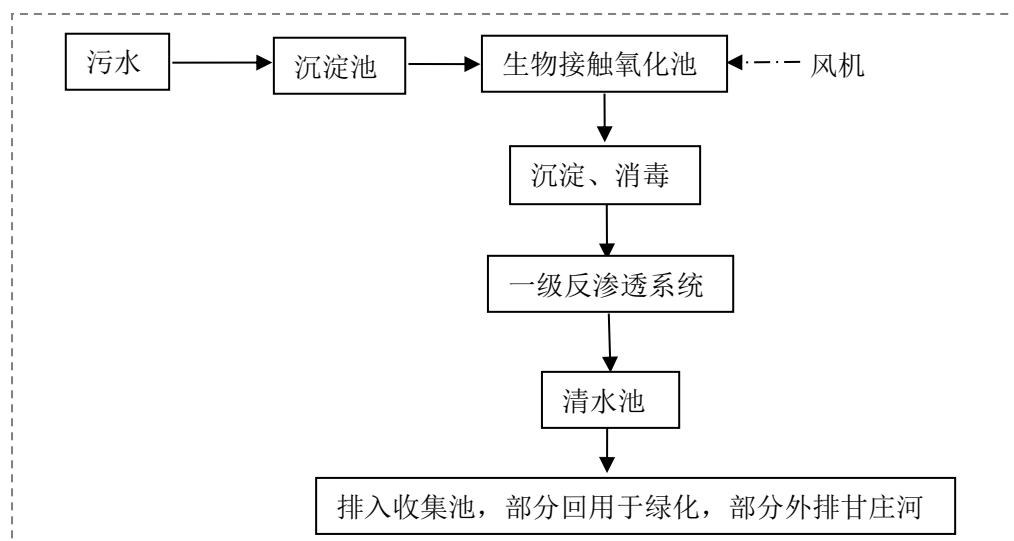 污水
沉淀池
生物接触氧化池
风机
沉淀、消毒
一级反渗透系统
清水池
排入收集池，部分回用于绿化，部分外排甘庄河